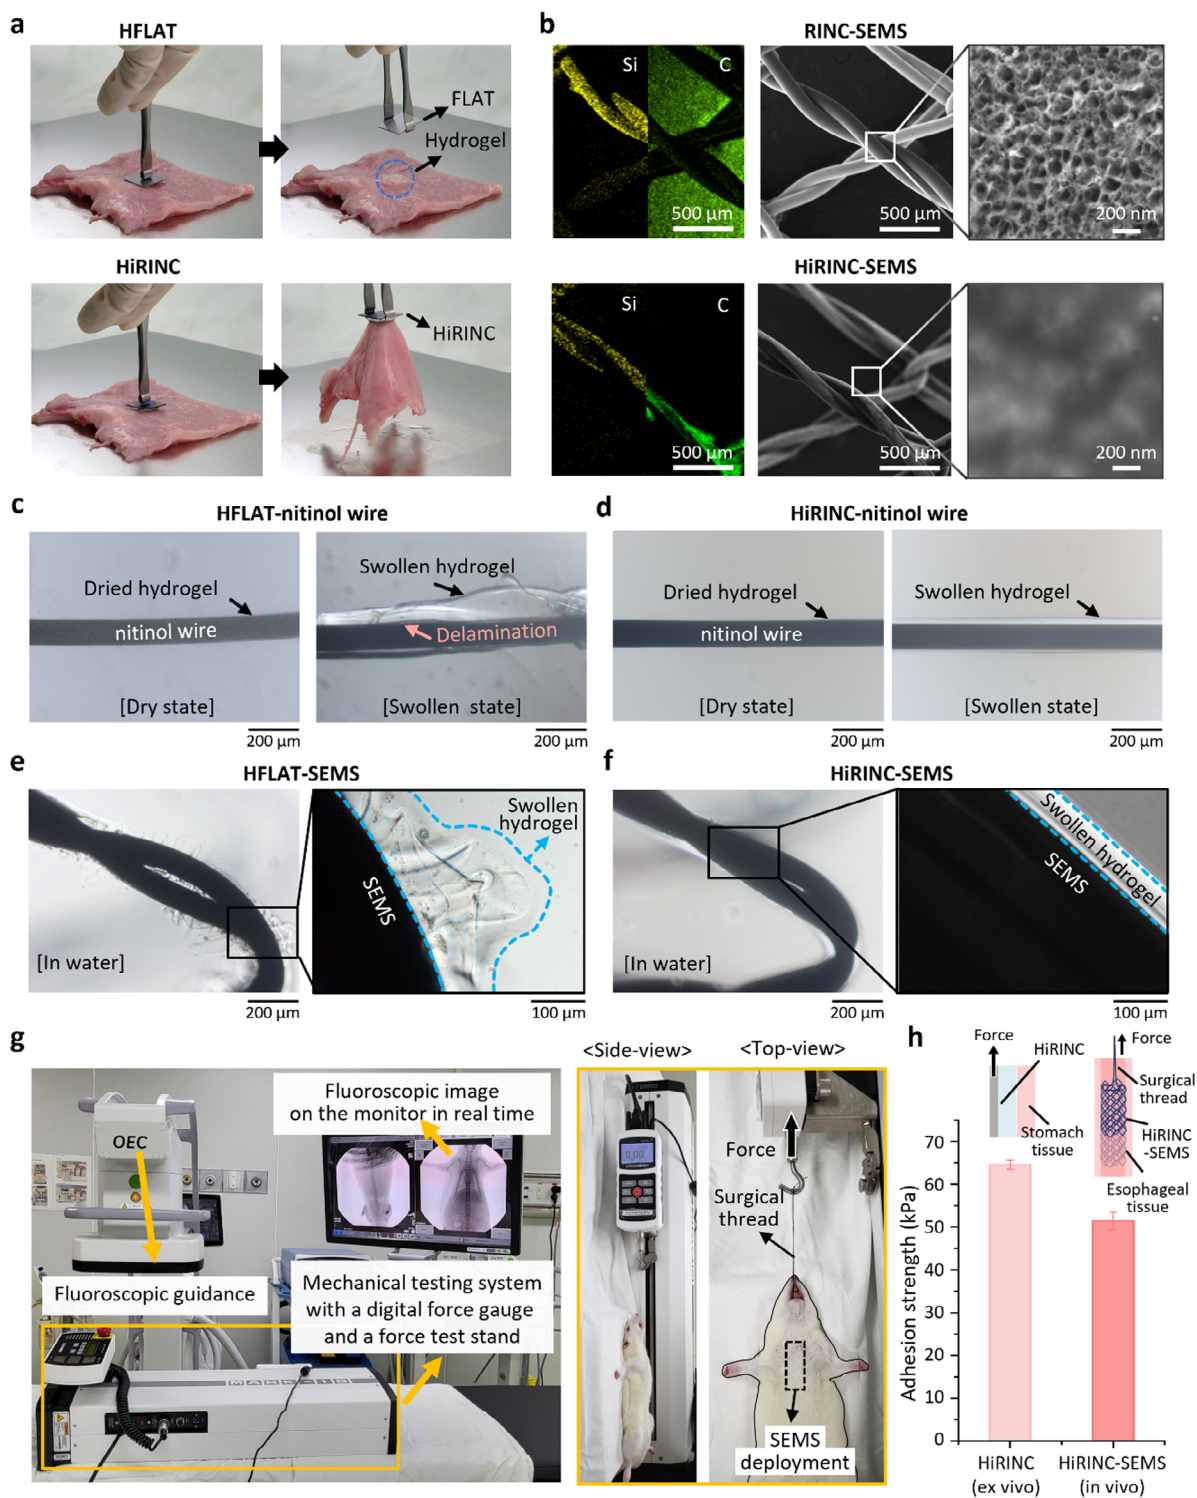 a
HFLAT
FLAT
Hydrogel
HiRINC
HiRINC
b
RINC-SEMS
Si
C
500 μm
500 μm
200 nm
HiRINC-SEMS
Si
C
500 μm
500 μm
200 nm
c
HFLAT-nitinol wire
Dried hydrogel
nitinol wire
[Dry state]
200 μm
Swollen hydrogel
Delamination
[Swollen state]
200 μm
d
HiRINC-nitinol wire
Dried hydrogel
nitinol wire
[Dry state]
200 μm
Swollen hydrogel
[Swollen state]
200 μm
e
HFLAT-SEMS
[In water]
200 μm
Swollen
hydrogel
SEMS
100 μm
f
HiRINC-SEMS
[In water]
200 μm
Swollen hydrogel
SEMS
100 μm
g
OEC
Fluoroscopic image
on the monitor in real time
Fluoroscopic guidance
Mechanical testing system
with a digital force gauge
and a force test stand
MARK-10
<Side-view>
<Top-view>
Force
Surgical
thread
SEMS
deployment
h
Force
HiRINC
Stomach
tissue
Force
Surgical
thread
HiRINC
-SEMS
Esophageal
tissue
Adhesion strength (kPa)
70
60
50
40
30
20
10
0
HiRINC
(ex vivo)
HiRINC-SEMS
(in vivo)